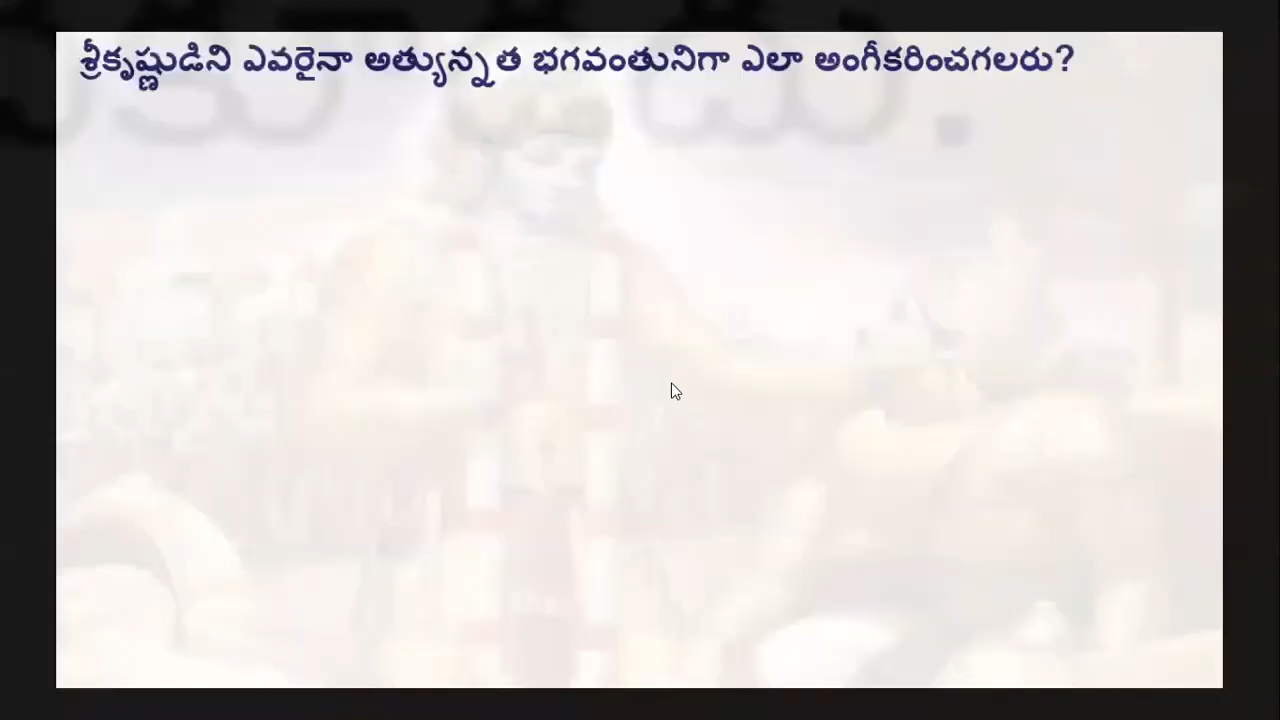 శ్రీకృష్ణుడిని ఎవరైనా అత్యున్నత భగవంతునిగా ఎలా అంగీకరించగలరు?